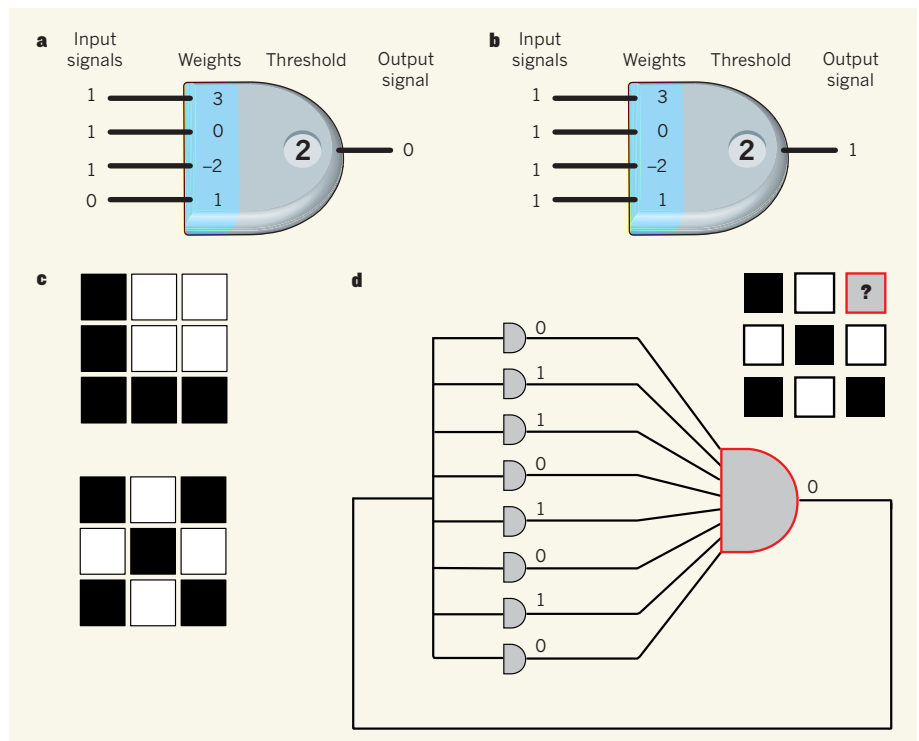 a
Input
signals
Weights
Threshold
Output
signal
1
3
1
0
1
–2
0
1
2
0
b
Input
signals
Weights
Threshold
Output
signal
1
3
1
0
1
–2
1
1
2
1
c
d
?
0
1
1
0
1
0
1
0
0